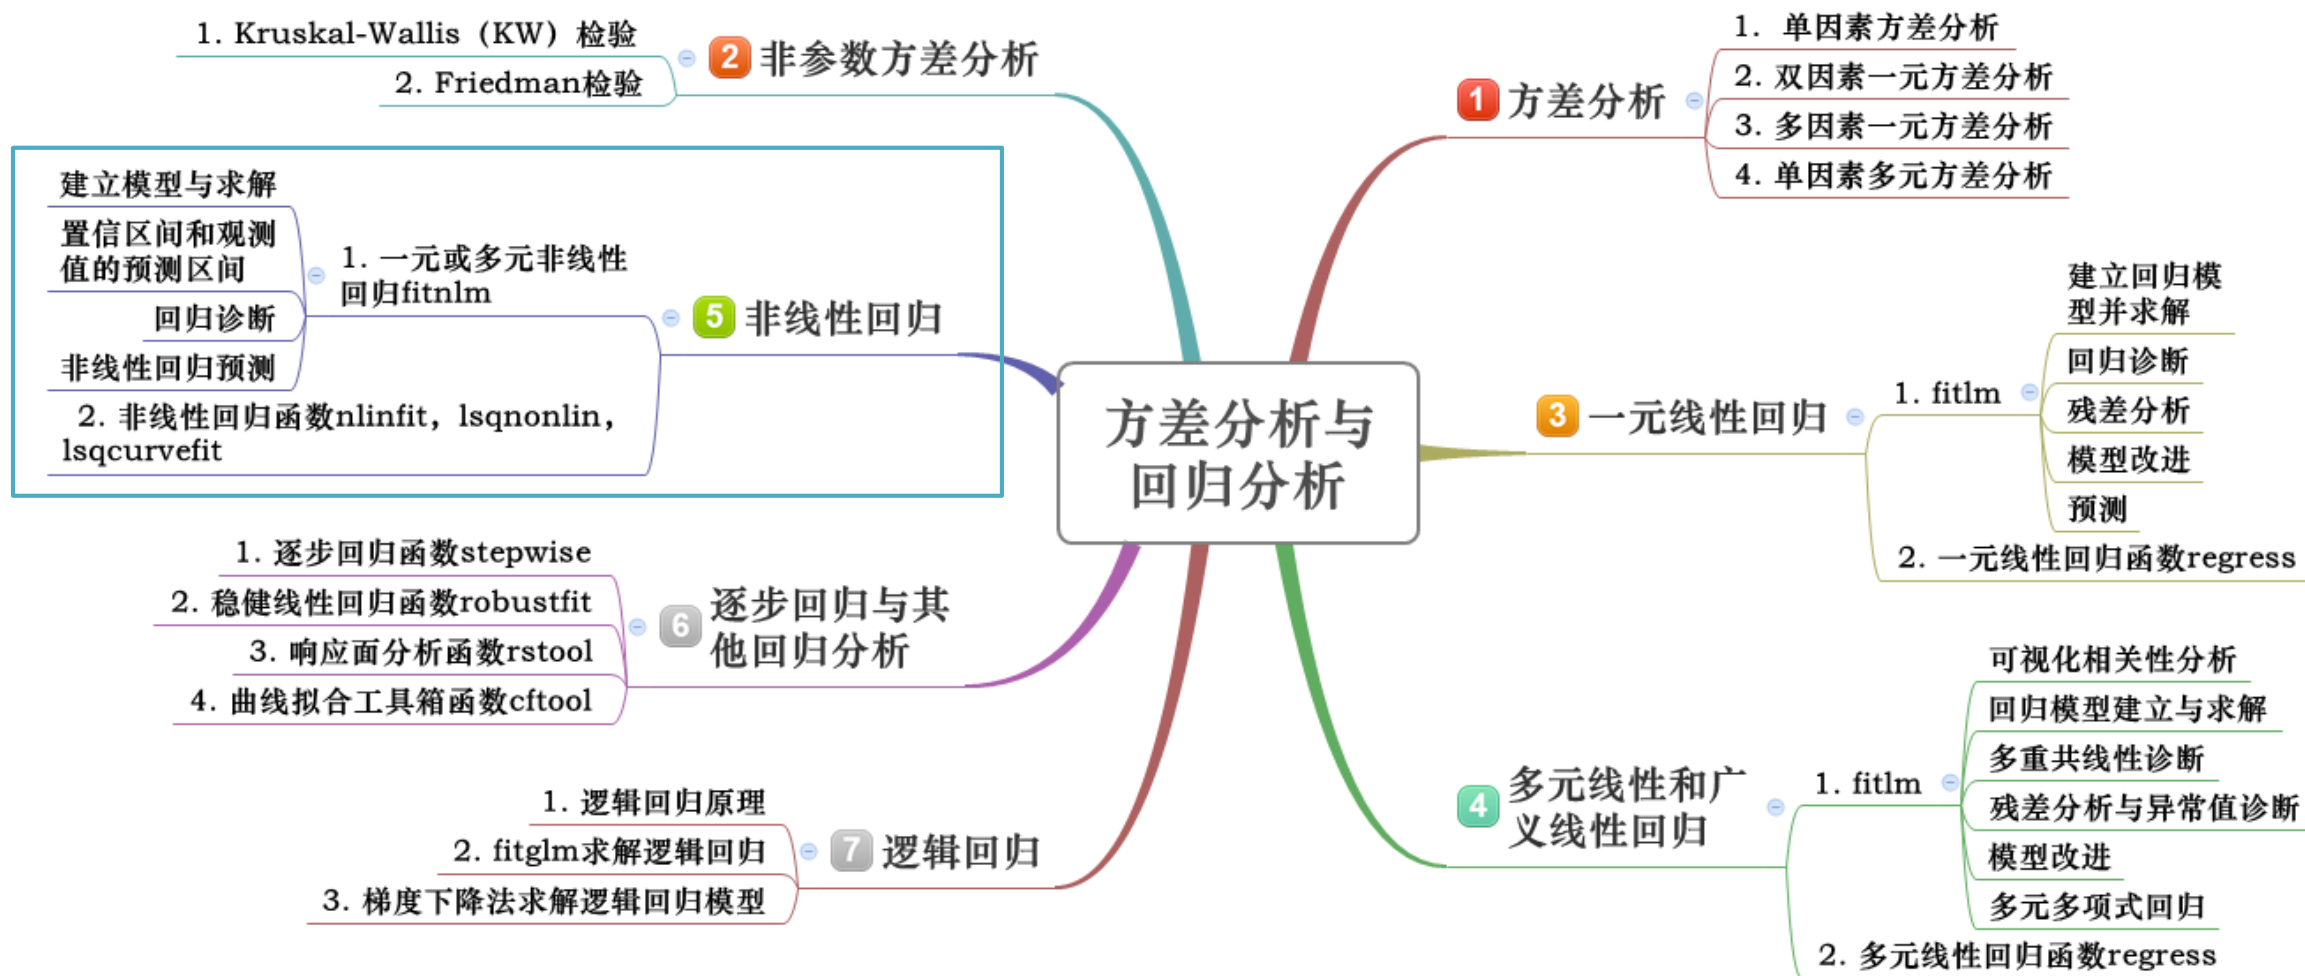 方差分析与
回归分析
1 方差分析
1. 单因素方差分析
2. 双因素一元方差分析
3. 多因素一元方差分析
4. 单因素多元方差分析
2 非参数方差分析
1. Kruskal-Wallis（KW）检验
2. Friedman检验
3 一元线性回归
1. fitlm
建立回归模
型并求解
回归诊断
残差分析
模型改进
预测
2. 一元线性回归函数regress
4 多元线性和广
义线性回归
1. fitlm
可视化相关性分析
回归模型建立与求解
多重共线性诊断
残差分析与异常值诊断
模型改进
多元多项式回归
2. 多元线性回归函数regress
5 非线性回归
1. 一元或多元非线性
回归fitnlm
建立模型与求解
置信区间和观测
值的预测区间
回归诊断
非线性回归预测
2. 非线性回归函数nlinfit，lsqnonlin，
lsqcurvefit
6 逐步回归与其
他回归分析
1. 逐步回归函数stepwise
2. 稳健线性回归函数robustfit
3. 响应面分析函数rstool
4. 曲线拟合工具箱函数cftool
7 逻辑回归
1. 逻辑回归原理
2. fitglm求解逻辑回归
3. 梯度下降法求解逻辑回归模型